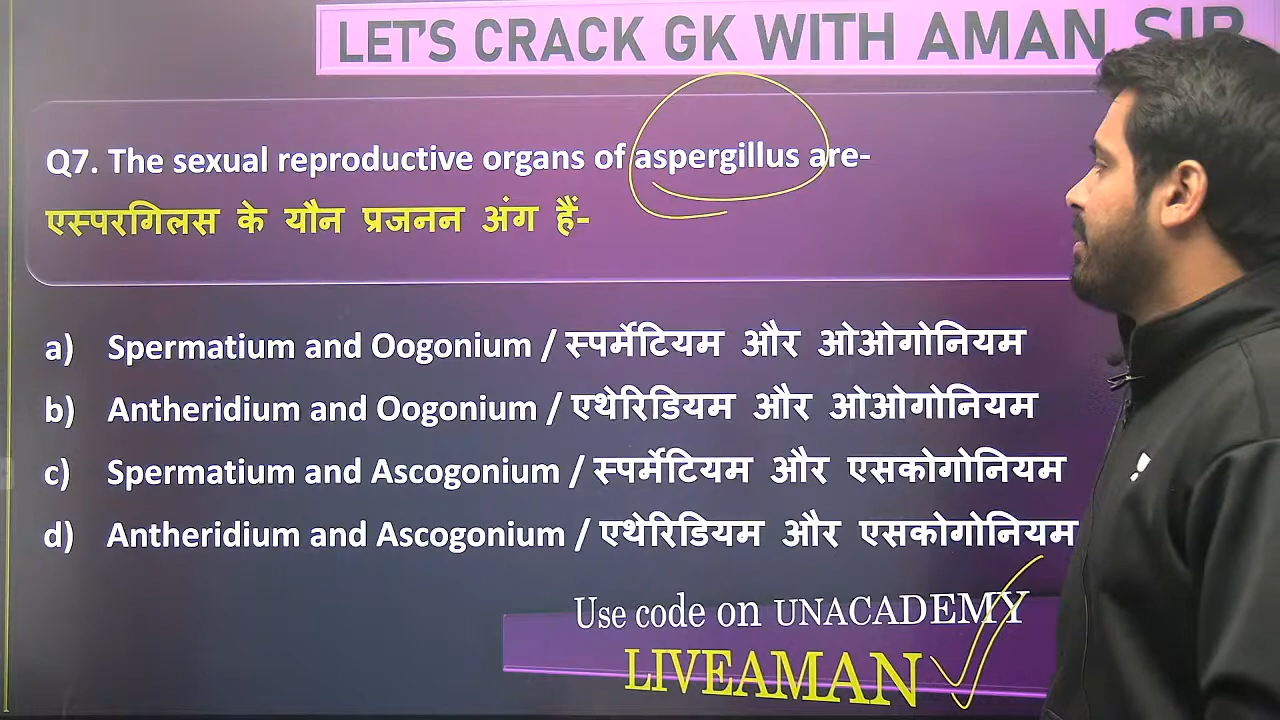 LET'S CRACK GK WITH AMAN SIR
Q7. The sexual reproductive organs of aspergillus are-
एस्परगिलस के यौन प्रजनन अंग हैं-
a) Spermatium and Oogonium / स्पर्मेटियम और ओओगोनियम
b) Antheridium and Oogonium / एथेरिडियम और ओओगोनियम
c) Spermatium and Ascogonium / स्पर्मेटियम और एसकोगोनियम
d) Antheridium and Ascogonium / एथेरिडियम और एसकोगोनियम
Use code on UNACADEMY
LIVEAMAN